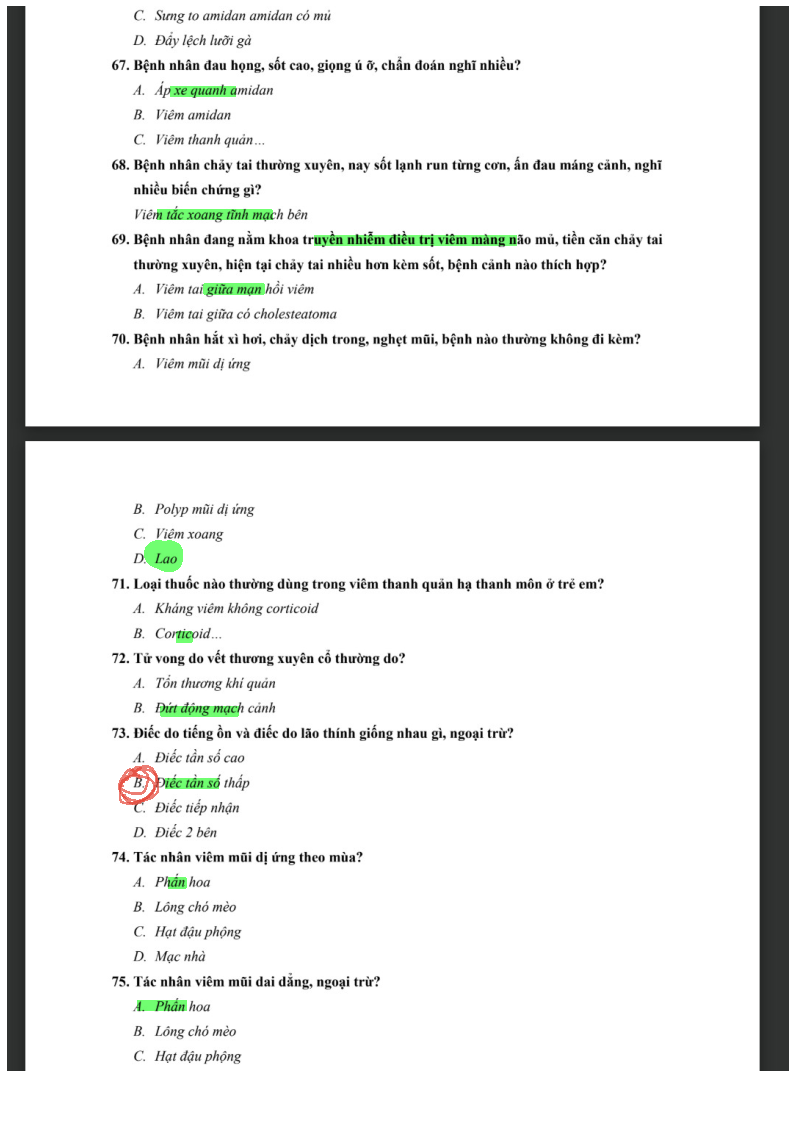 C. Sưng to amidan amidan có mủ
D. Đẩy lệch lưỡi gà
67. Bệnh nhân đau họng, sốt cao, giọng ú ỡ, chẩn đoán nghĩ nhiều?
A. Áp xe quanh amidan
B. Viêm amidan
C. Viêm thanh quản…
68. Bệnh nhân chảy tai thường xuyên, nay sốt lạnh run từng cơn, ấn đau máng cảnh, nghĩ
nhiều biến chứng gì?
Viêm tắc xoang tĩnh mạch bên
69. Bệnh nhân đang nằm khoa truyền nhiễm điều trị viêm màng não mủ, tiền căn chảy tai
thường xuyên, hiện tại chảy tai nhiều hơn kèm sốt, bệnh cảnh nào thích hợp?
A. Viêm tai giữa mạn hồi viêm
B. Viêm tai giữa có cholesteatoma
70. Bệnh nhân hắt xì hơi, chảy dịch trong, nghẹt mũi, bệnh nào thường không đi kèm?
A. Viêm mũi dị ứng
B. Polyp mũi dị ứng
C. Viêm xoang
D. Lao
71. Loại thuốc nào thường dùng trong viêm thanh quản hạ thanh môn ở trẻ em?
A. Kháng viêm không corticoid
B. Corticoid…
72. Tử vong do vết thương xuyên cổ thường do?
A. Tổn thương khí quản
B. Đứt động mạch cảnh
73. Điếc do tiếng ồn và điếc do lão thính giống nhau gì, ngoại trừ?
A. Điếc tần số cao
B. Điếc tần số thấp
C. Điếc tiếp nhận
D. Điếc 2 bên
74. Tác nhân viêm mũi dị ứng theo mùa?
A. Phấn hoa
B. Lông chó mèo
C. Hạt đậu phộng
D. Mạc nhà
75. Tác nhân viêm mũi dai dẳng, ngoại trừ?
A. Phấn hoa
B. Lông chó mèo
C. Hạt đậu phộng